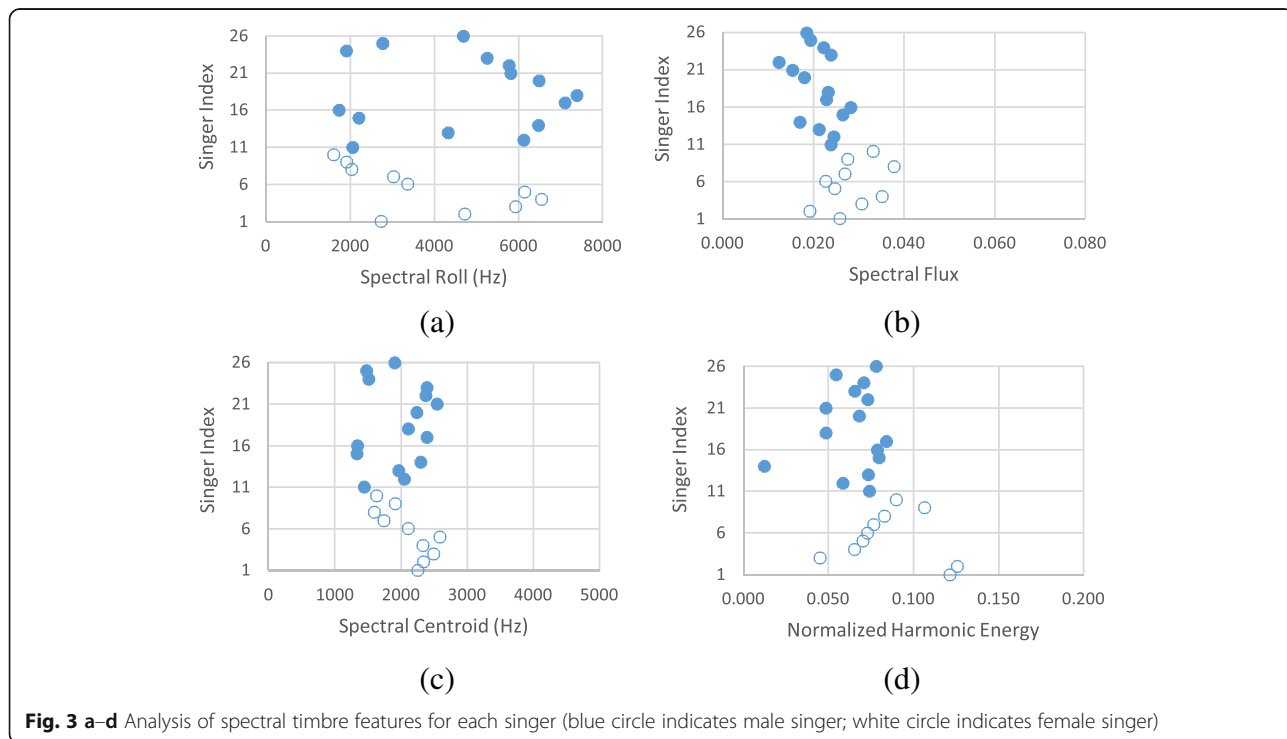 26
21
16
11
6
1
Singer Index
0 2000 4000 6000 8000
Spectral Roll (Hz)
(a)
26
21
16
11
6
1
Singer Index
0.000 0.020 0.040 0.060 0.080
Spectral Flux
(b)
26
21
16
11
6
1
Singer Index
0 1000 2000 3000 4000 5000
Spectral Centroid (Hz)
(c)
26
21
16
11
6
1
Singer Index
0.000 0.050 0.100 0.150 0.200
Normalized Harmonic Energy
(d)
Fig. 3 a–d Analysis of spectral timbre features for each singer (blue circle indicates male singer; white circle indicates female singer)